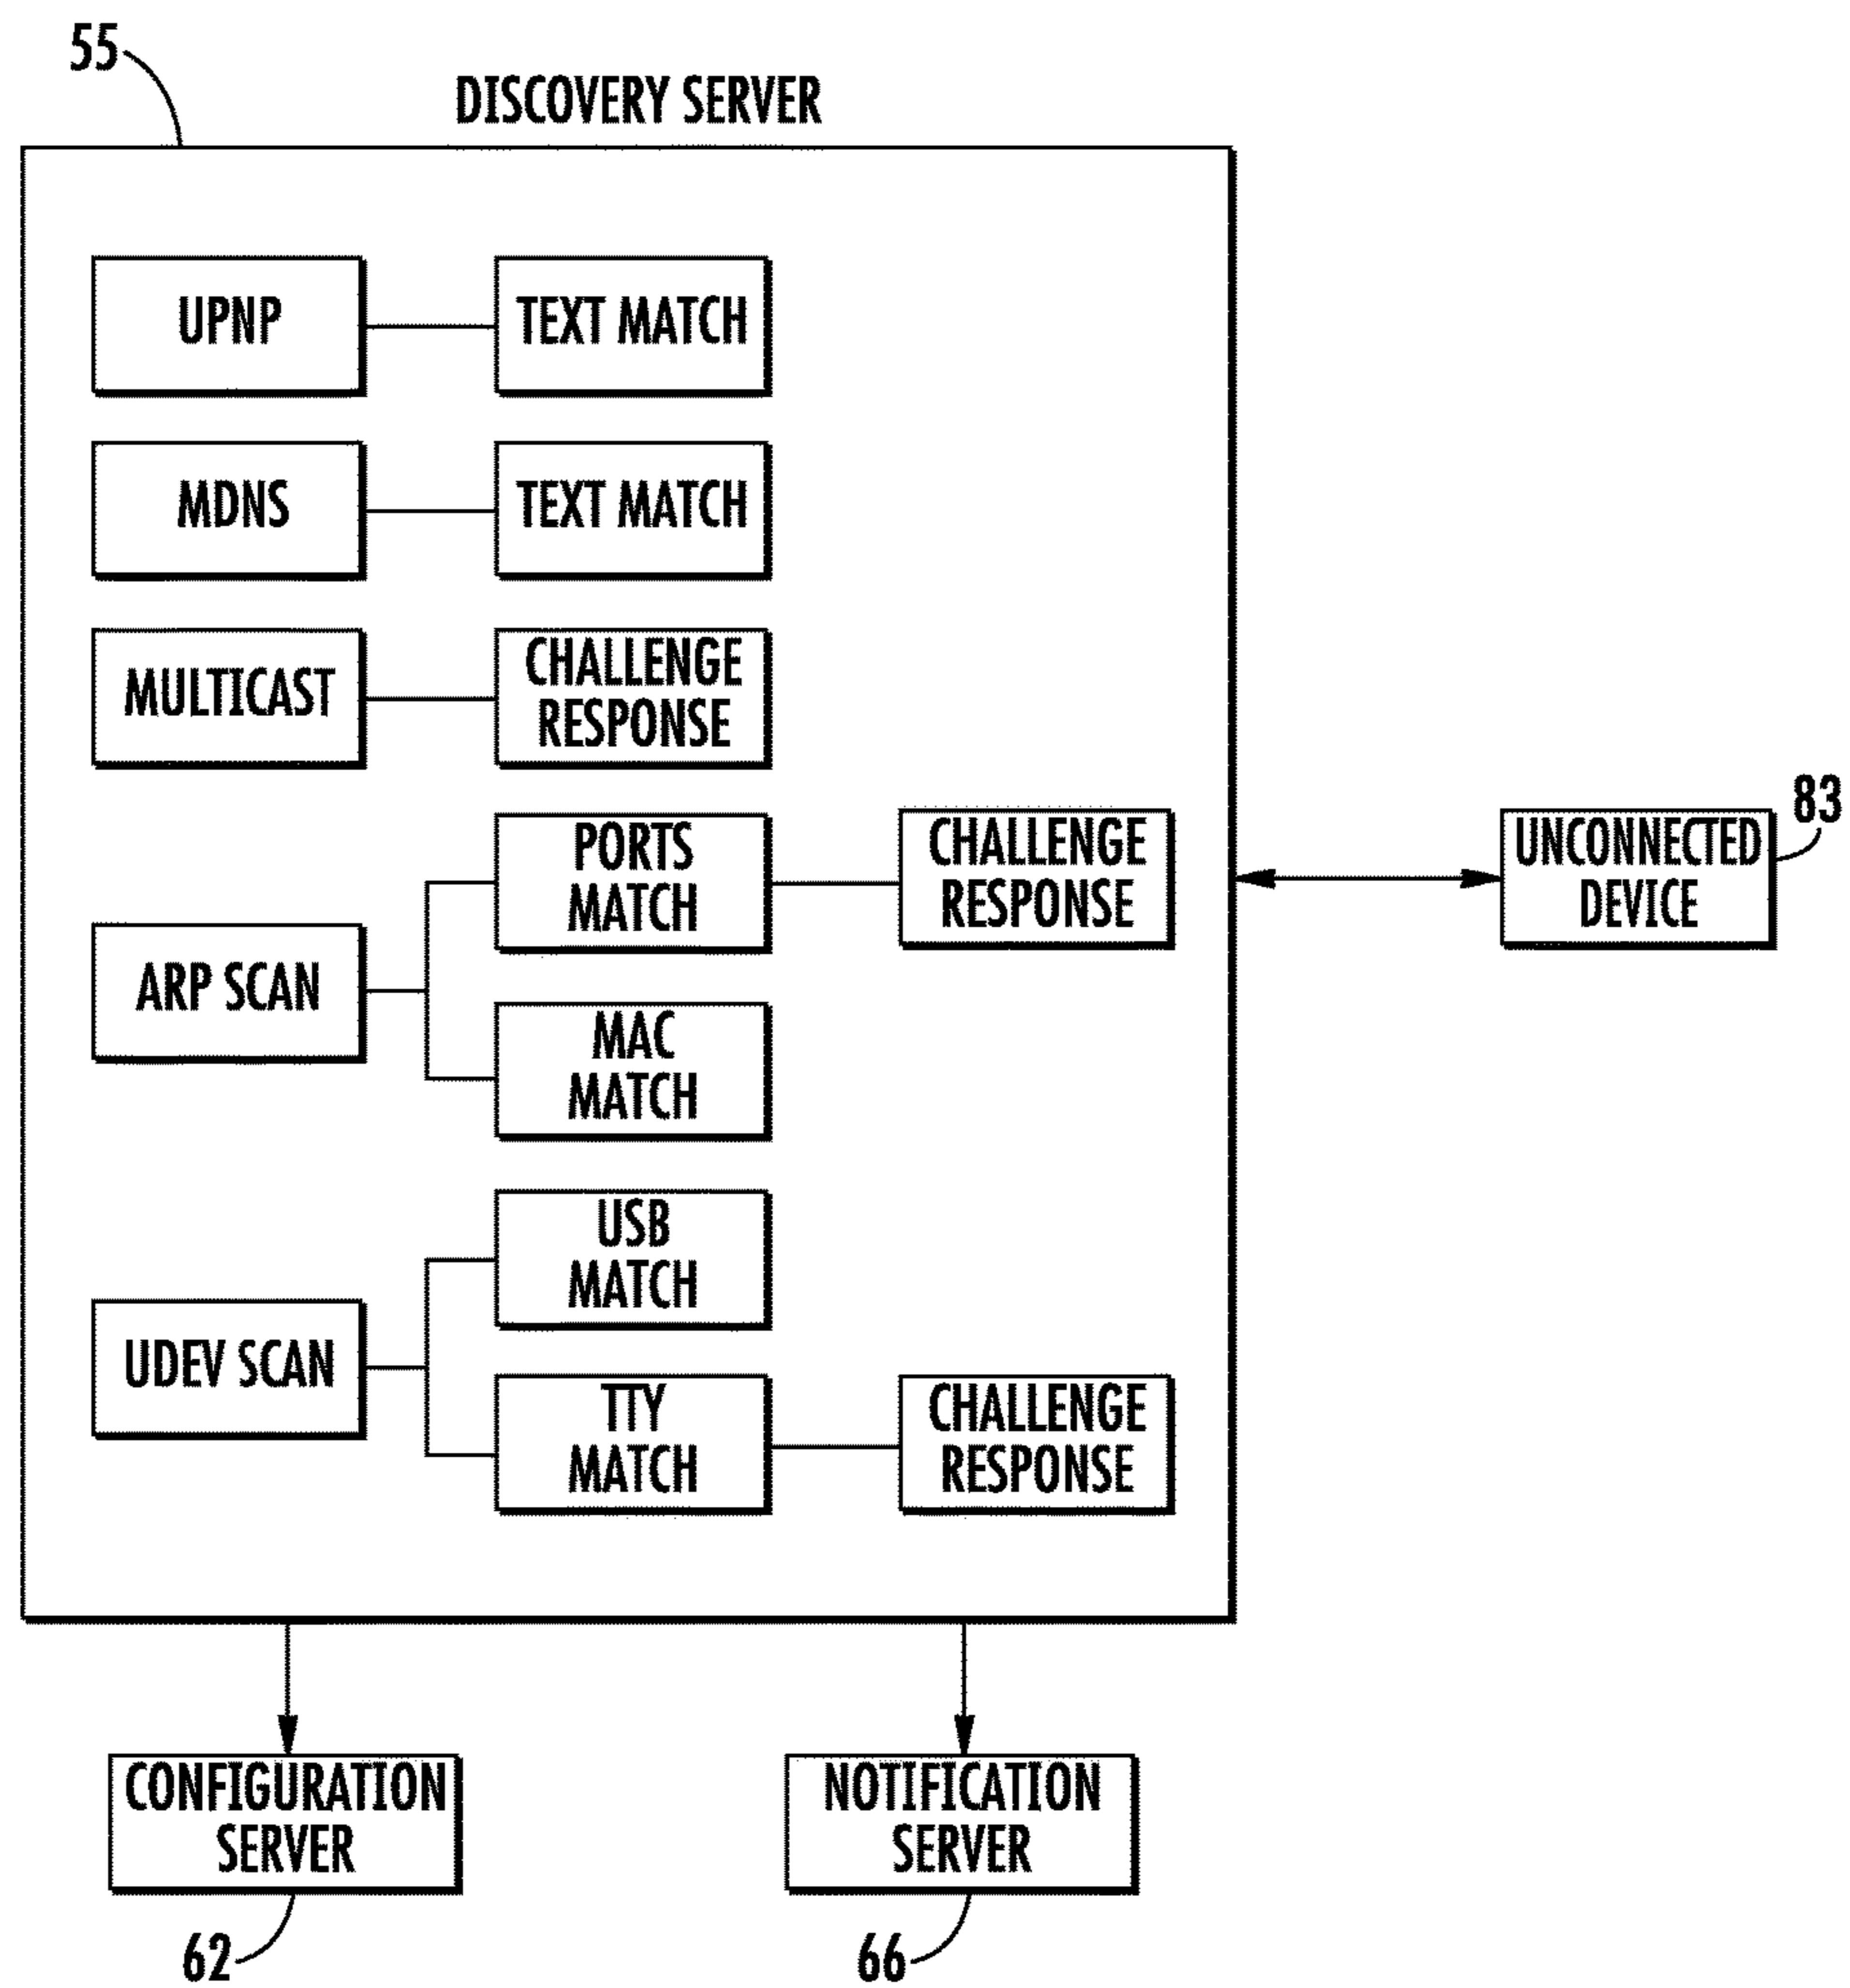 55
DISCOVERY SERVER
UPNP
TEXT MATCH
MDNS
TEXT MATCH
MULTICAST
CHALLENGE
RESPONSE
ARP SCAN
PORTS
MATCH
CHALLENGE
RESPONSE
MAC
MATCH
UDEV SCAN
USB
MATCH
TTY
MATCH
CHALLENGE
RESPONSE
83
UNCONNECTED
DEVICE
CONFIGURATION
SERVER
62
NOTIFICATION
SERVER
66